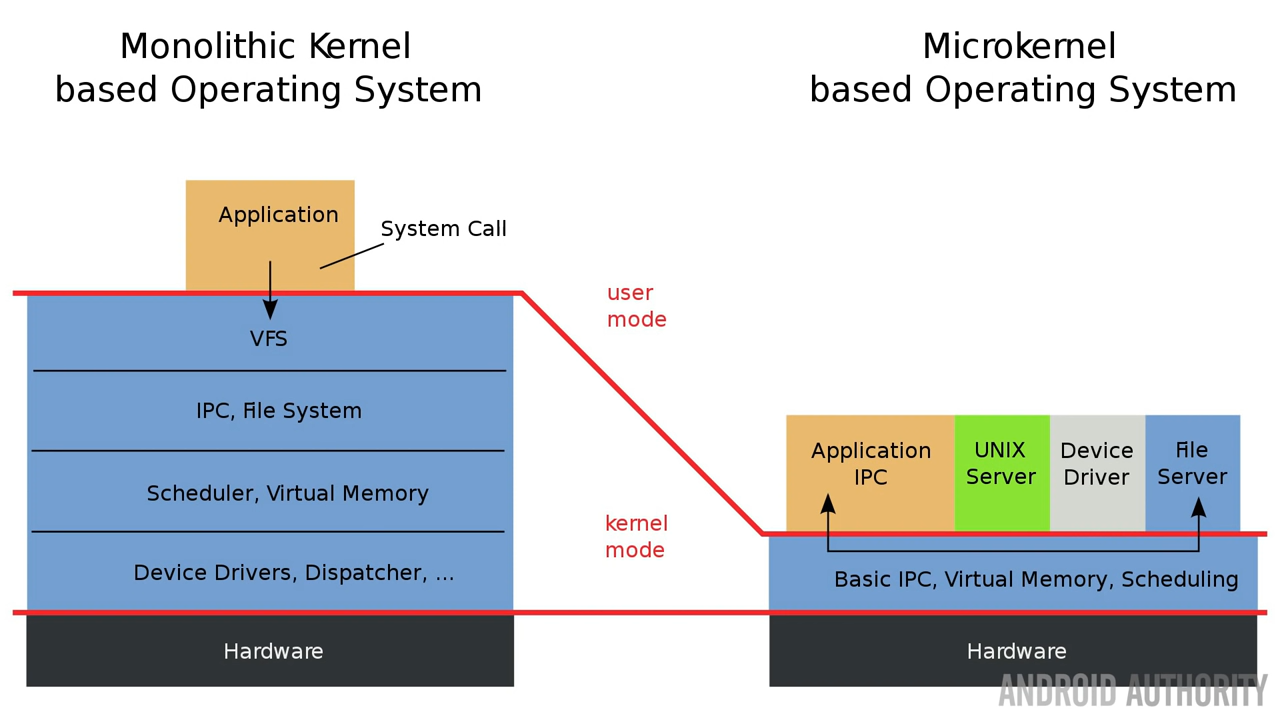 Monolithic Kernel
based Operating System
Microkernel
based Operating System
Application
System Call
VFS
IPC, File System
Scheduler, Virtual Memory
Device Drivers, Dispatcher, ...
Hardware
user
mode
kernel
mode
Application
IPC
UNIX
Server
Device
Driver
File
Server
Basic IPC, Virtual Memory, Scheduling
Hardware
ANDROID AUTHORITY